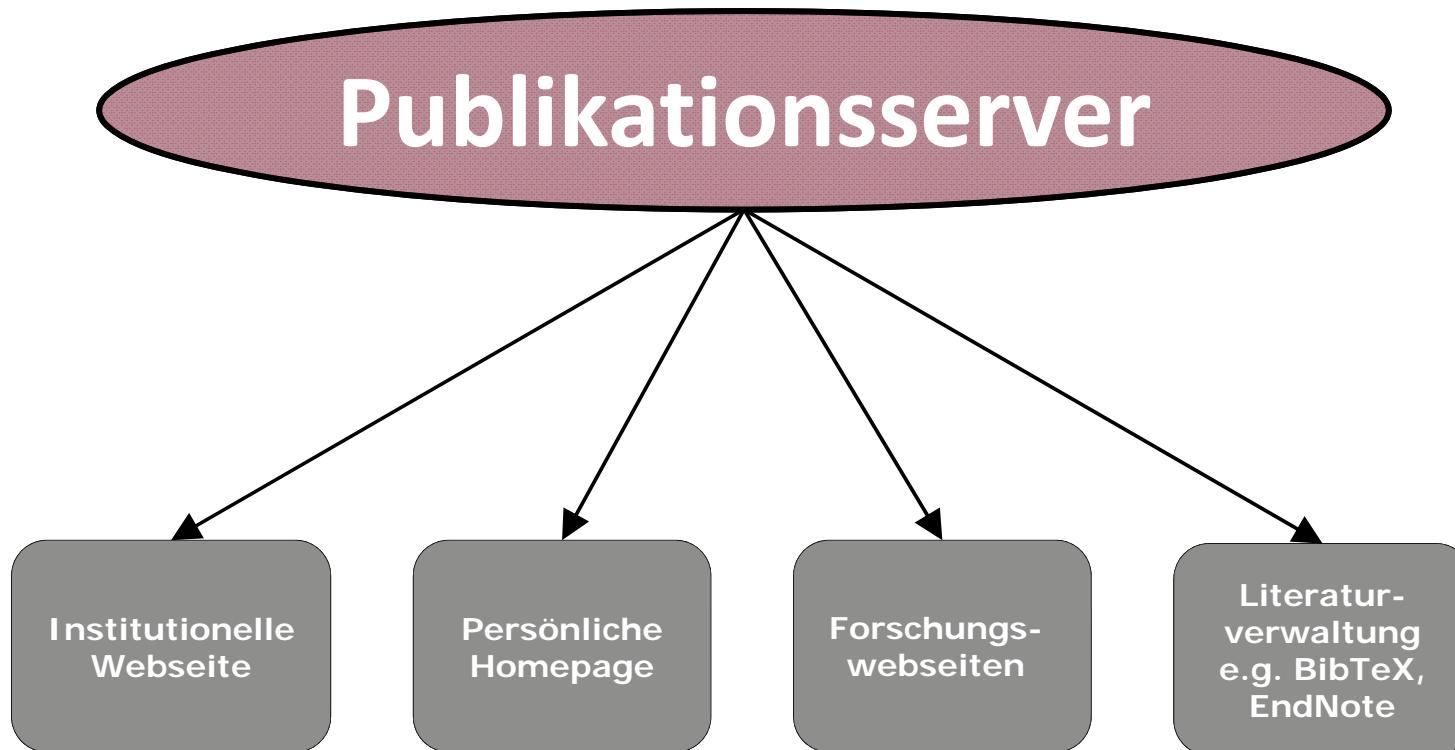 Publikationsserver
Institutionelle
Webseite
Persönliche
Homepage
Forschungs-
webseiten
Literatur-
verwaltung
e.g. BibTeX,
EndNote